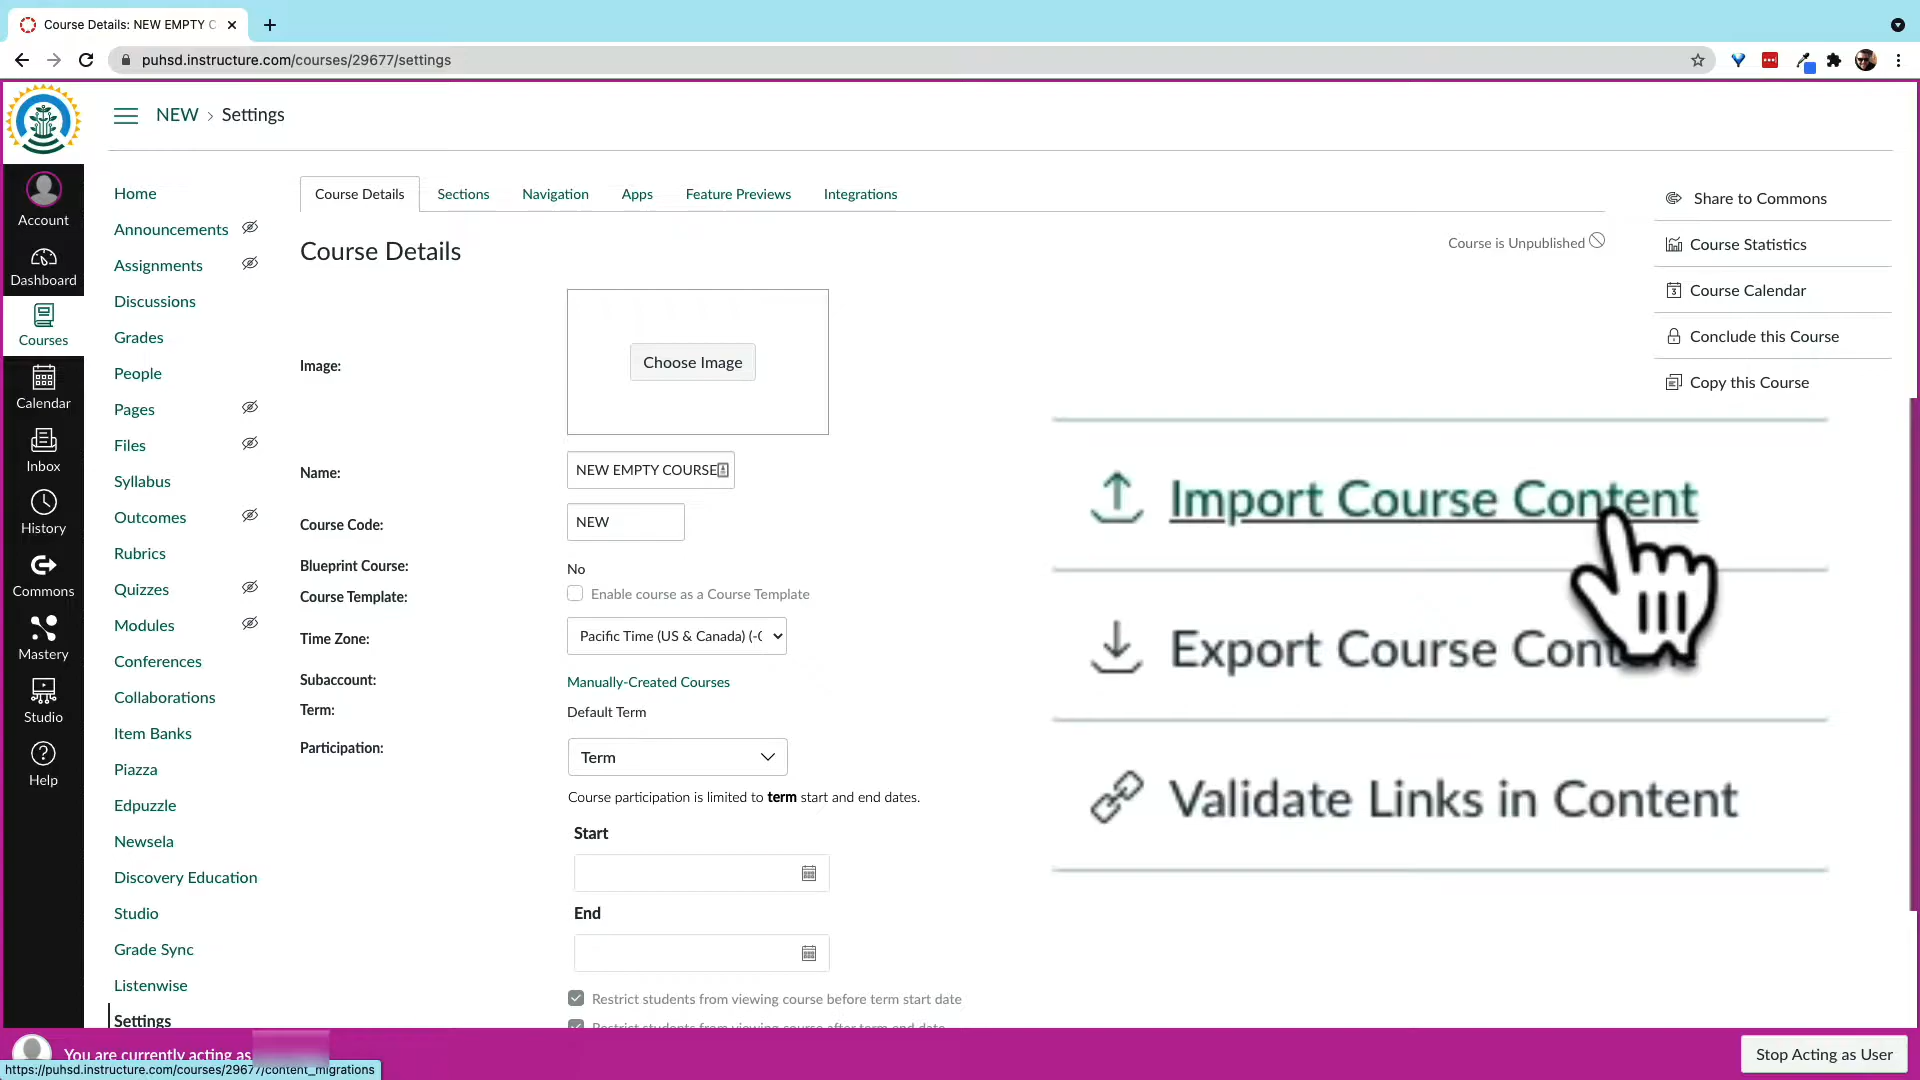 Course Details: NEW EMPTY C
puhsd.instructure.com/courses/29677/settings
NEW › Settings
Account
Dashboard
Courses
Calendar
Inbox
History
Commons
Mastery
Studio
Help
Home
Announcements
Assignments
Discussions
Grades
People
Pages
Files
Syllabus
Outcomes
Rubrics
Quizzes
Modules
Conferences
Collaborations
Item Banks
Piazza
Edpuzzle
Newsela
Discovery Education
Studio
Grade Sync
Listenwise
Settings
Course Details Sections Navigation Apps Feature Previews Integrations
Course Details
Course is Unpublished
Image:
Choose Image
Name:
NEW EMPTY COURSE
Course Code:
NEW
Blueprint Course:
No
Course Template:
Enable course as a Course Template
Time Zone:
Pacific Time (US & Canada) (-0
Subaccount:
Manually-Created Courses
Term:
Default Term
Participation:
Term
Course participation is limited to term start and end dates.
Start
End
Restrict students from viewing course before term start date
Restrict students from viewing course after term end date
Share to Commons
Course Statistics
Course Calendar
Conclude this Course
Copy this Course
Import Course Content
Export Course Cont
Validate Links in Content
You are currently acting as
Stop Acting as User
https://puhsd.instructure.com/courses/29677/content_migrations